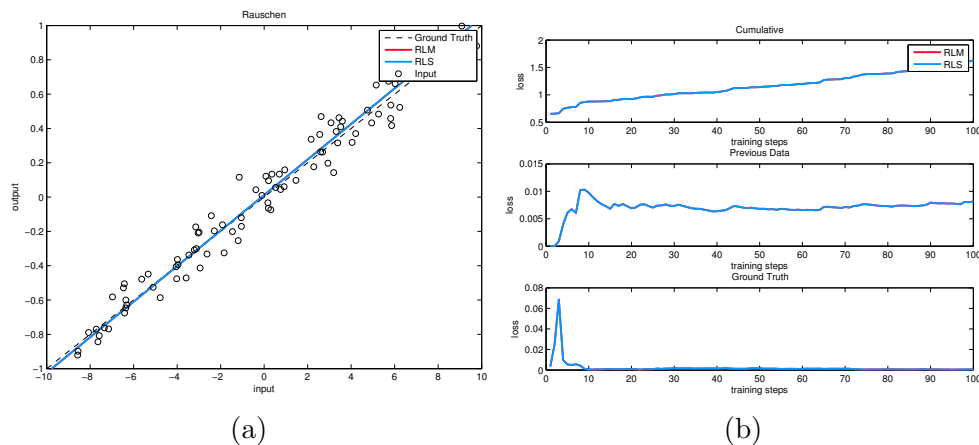 Rauschen
1
0.8
0.6
0.4
0.2
0
-0.2
-0.4
-0.6
-0.8
-1
output
-10 -8 -6 -4 -2 0 2 4 6 8 10
input
Ground Truth
RLM
RLS
Input
(a)
Cumulative
2
1.5
1
0.5
loss
0 10 20 30 40 50 60 70 80 90 100
training steps
RLM
RLS
Previous Data
0.015
0.01
0.005
0
loss
0 10 20 30 40 50 60 70 80 90 100
training steps
Ground Truth
0.08
0.06
0.04
0.02
0
loss
0 10 20 30 40 50 60 70 80 90 100
training steps
(b)